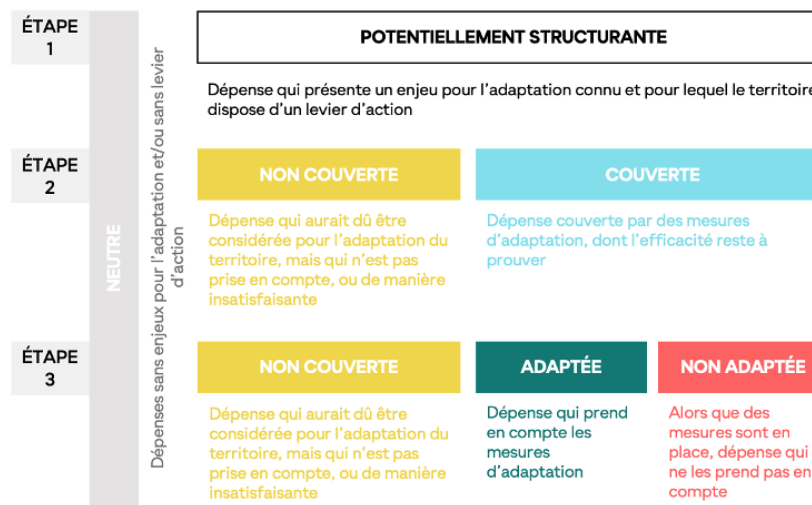 ÉTAPE
1
POTENTIELLEMENT STRUCTURANTE
Dépense qui présente un enjeu pour l'adaptation connu et pour lequel le territoire
dispose d'un levier d'action
NEUTRE
Dépenses sans enjeux pour l'adaptation et/ou sans levier
d'action
ÉTAPE
2
NON COUVERTE
Dépense qui aurait dû être
considérée pour l'adaptation du
territoire, mais qui n'est pas
prise en compte, ou de manière
insatisfaisante
COUVERTE
Dépense couverte par des mesures
d'adaptation, dont l'efficacité reste à
prouver
ÉTAPE
3
NON COUVERTE
Dépense qui aurait dû être
considérée pour l'adaptation du
territoire, mais qui n'est pas
prise en compte, ou de manière
insatisfaisante
ADAPTÉE
Dépense qui prend
en compte les
mesures
d'adaptation
NON ADAPTÉE
Alors que des
mesures sont en
place, dépense qui
ne les prend pas en
compte